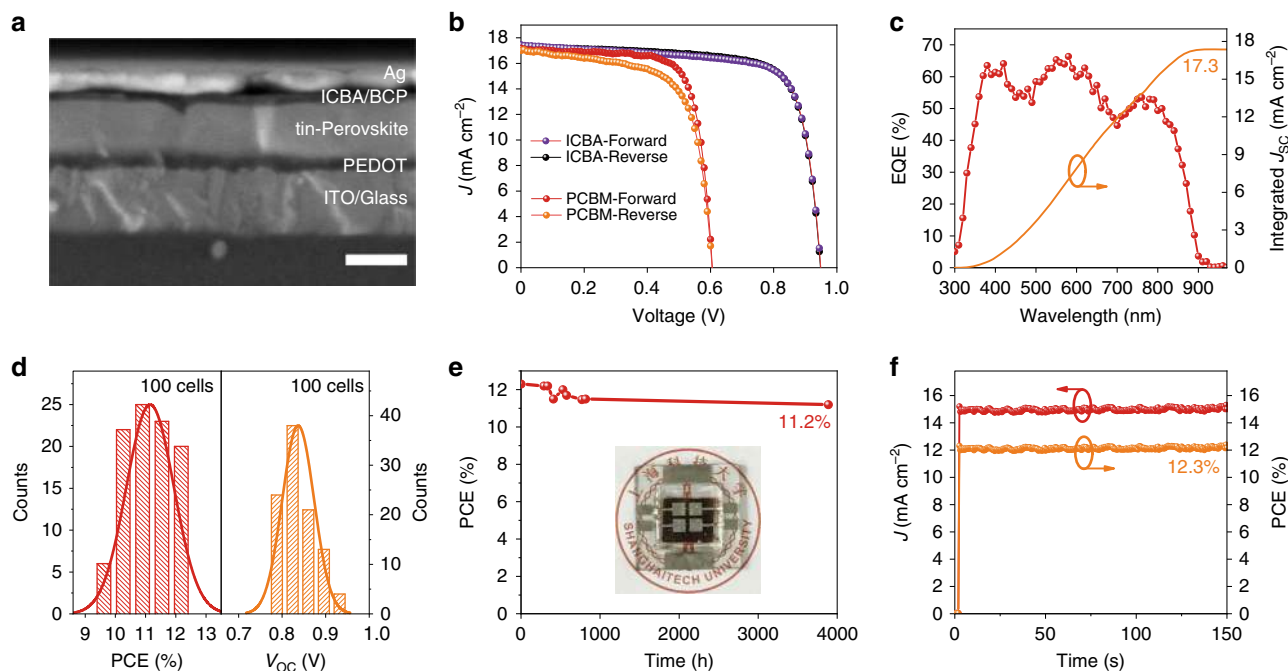 a
Ag
ICBA/BCP
tin-Perovskite
PEDOT
ITO/Glass
b
18
16
14
12
10
8
6
4
2
0
J (mA cm⁻²)
ICBA-Forward
ICBA-Reverse
PCBM-Forward
PCBM-Reverse
0 0.2 0.4 0.6 0.8 1.0
Voltage (V)
c
70
60
50
40
30
20
10
0
EQE (%)
17.3
18
15
12
9
6
3
0
Integrated J_SC (mA cm⁻²)
300 400 500 600 700 800 900
Wavelength (nm)
d
100 cells
100 cells
25
20
15
10
5
0
Counts
40
30
20
10
0
Counts
9 10 11 12 13
PCE (%)
0.7 0.8 0.9 1.0
V_OC (V)
e
12
10
8
6
4
2
0
PCE (%)
11.2%
SHANGHAITECH UNIVERSITY
0 1000 2000 3000 4000
Time (h)
f
16
14
12
10
8
6
4
2
0
J (mA cm⁻²)
12.3%
15
12
9
6
3
0
PCE (%)
0 50 100 150
Time (s)